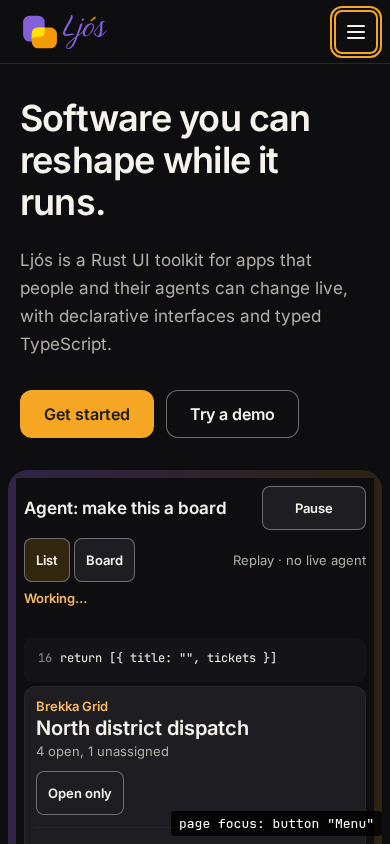 Ljós
Software you can
reshape while it
runs.
Ljós is a Rust UI toolkit for apps that
people and their agents can change live,
with declarative interfaces and typed
TypeScript.
Get started
Try a demo
Agent: make this a board
Pause
List
Board
Replay · no live agent
Working…
16 return [{ title: "", tickets }]
Brekka Grid
North district dispatch
4 open, 1 unassigned
Open only
page focus: button "Menu"